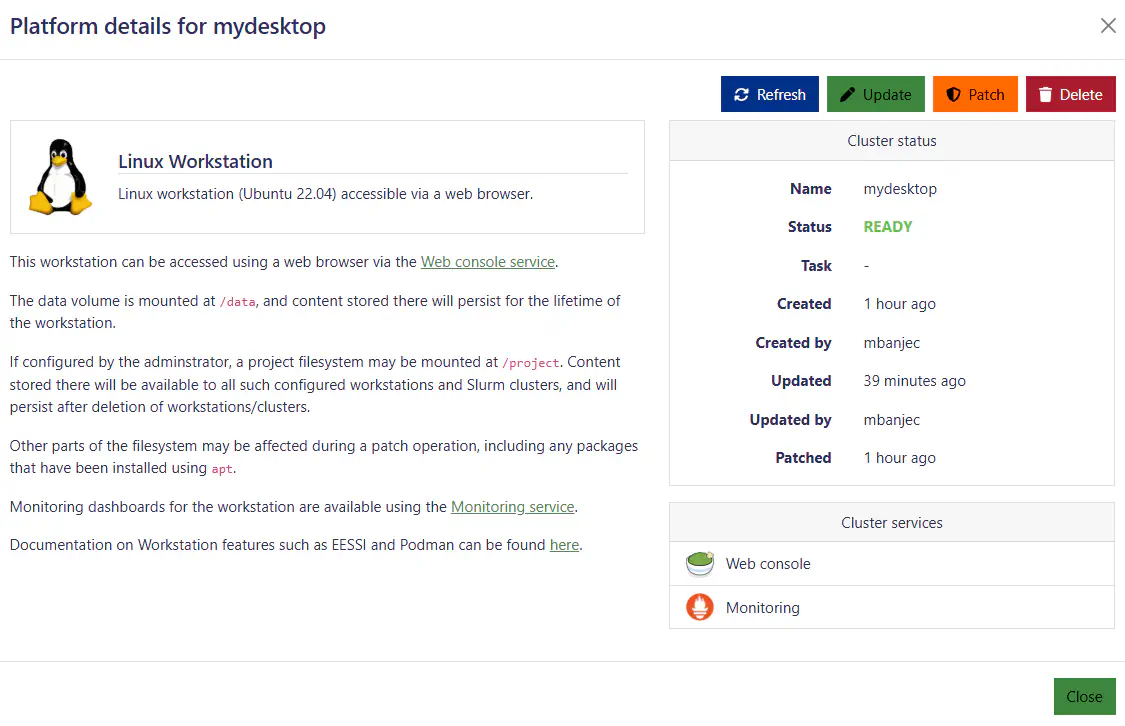 Platform details for mydesktop
Refresh
Update
Patch
Delete
Linux Workstation
Linux workstation (Ubuntu 22.04) accessible via a web browser.
This workstation can be accessed using a web browser via the Web console service.
The data volume is mounted at /data, and content stored there will persist for the lifetime of
the workstation.
If configured by the adminstrator, a project filesystem may be mounted at /project. Content
stored there will be available to all such configured workstations and Slurm clusters, and will
persist after deletion of workstations/clusters.
Other parts of the filesystem may be affected during a patch operation, including any packages
that have been installed using apt.
Monitoring dashboards for the workstation are available using the Monitoring service.
Documentation on Workstation features such as EESSI and Podman can be found here.
Cluster status
Name mydesktop
Status READY
Task -
Created 1 hour ago
Created by mbanjec
Updated 39 minutes ago
Updated by mbanjec
Patched 1 hour ago
Cluster services
Web console
Monitoring
Close